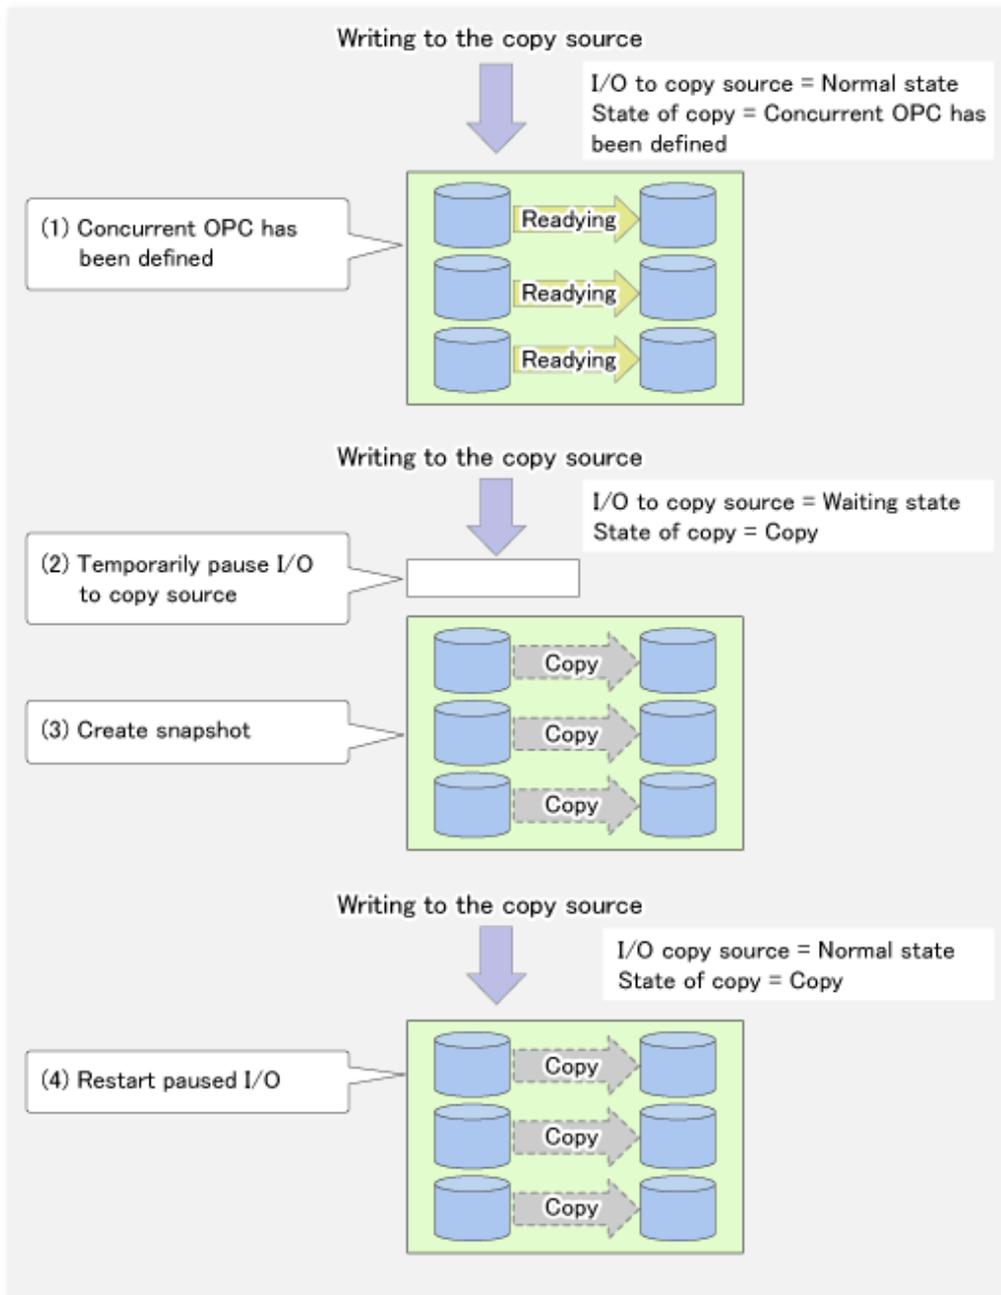 Writing to the copy source
I/O to copy source = Normal state
State of copy = Concurrent OPC has
been defined
(1) Concurrent OPC has
been defined
Readying
Readying
Readying
Writing to the copy source
I/O to copy source = Waiting state
State of copy = Copy
(2) Temporarily pause I/O
to copy source
Copy
(3) Create snapshot
Copy
Copy
Writing to the copy source
I/O copy source = Normal state
State of copy = Copy
(4) Restart paused I/O
Copy
Copy
Copy